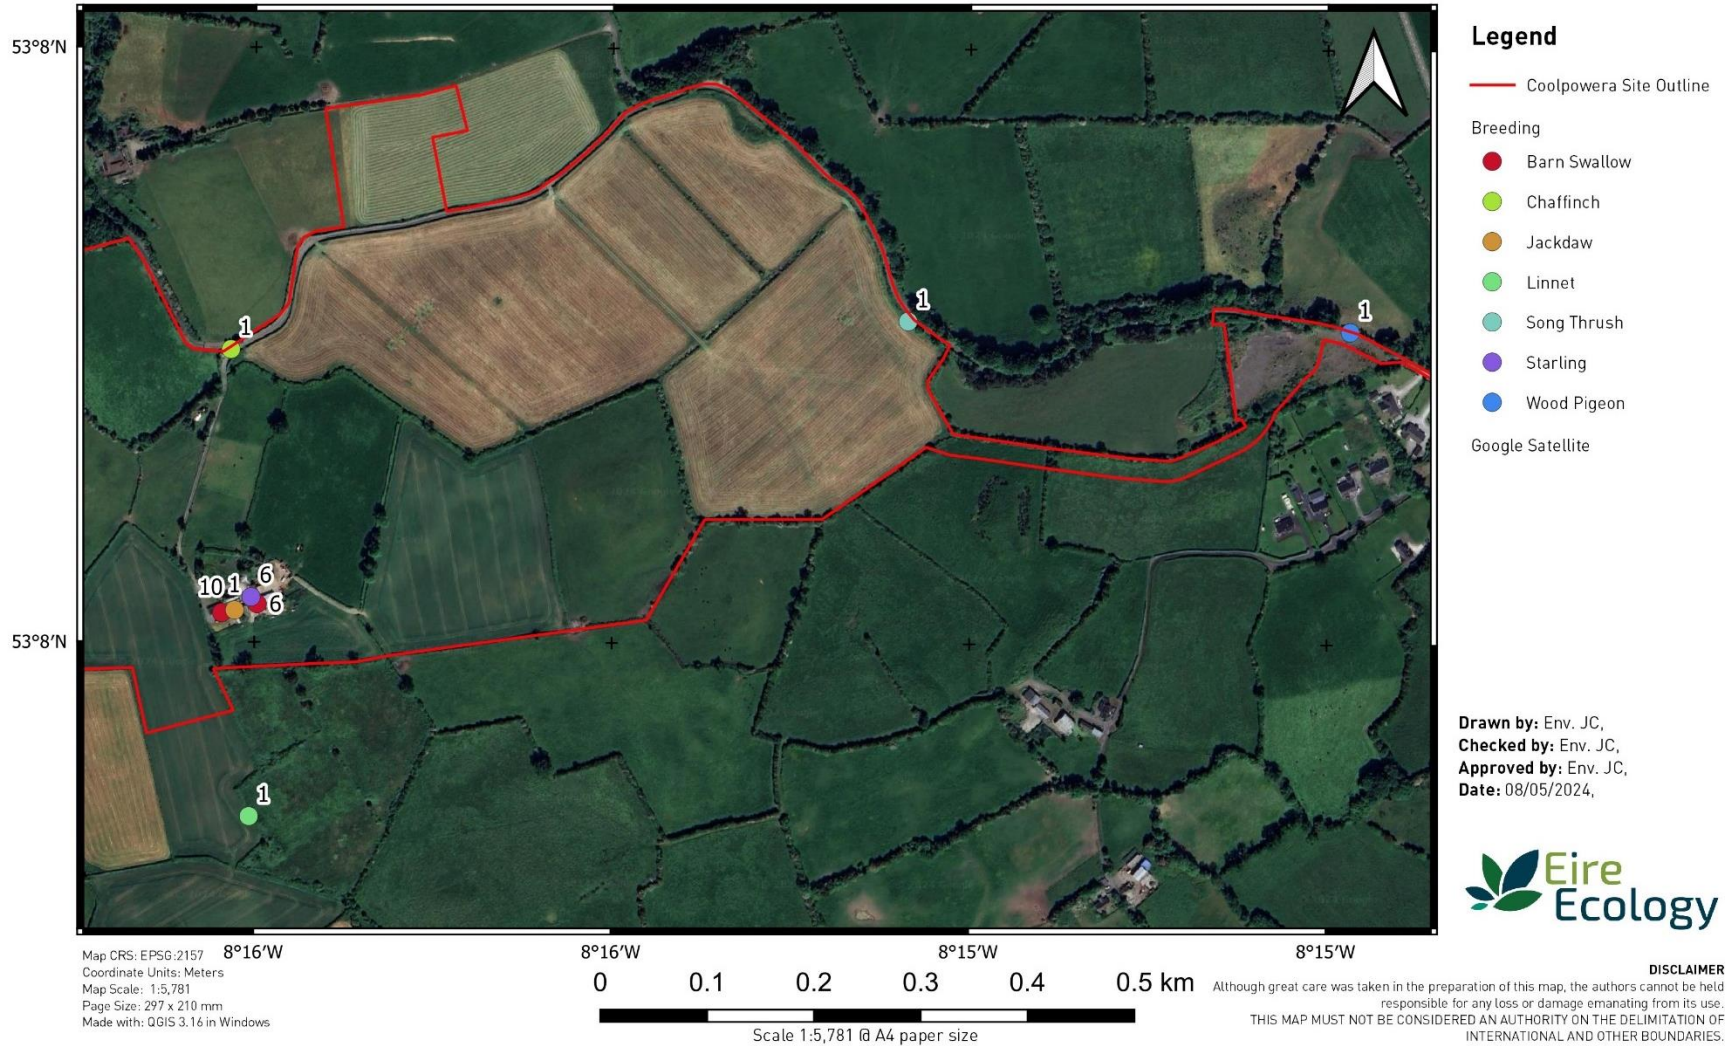 53°8′N
53°8′N
8°16′W
8°16′W
8°15′W
8°15′W
1
1
1
10
1
6
6
1
Legend
Coolpowera Site Outline
Breeding
Barn Swallow
Chaffinch
Jackdaw
Linnet
Song Thrush
Starling
Wood Pigeon
Google Satellite
Drawn by: Env. JC,
Checked by: Env. JC,
Approved by: Env. JC,
Date: 08/05/2024,
Eire
Ecology
Map CRS: EPSG:2157
Coordinate Units: Meters
Map Scale: 1:5,781
Page Size: 297 x 210 mm
Made with: QGIS 3.16 in Windows
0 0.1 0.2 0.3 0.4 0.5 km
Scale 1:5,781 @ A4 paper size
DISCLAIMER
Although great care was taken in the preparation of this map, the authors cannot be held
responsible for any loss or damage emanating from its use.
THIS MAP MUST NOT BE CONSIDERED AN AUTHORITY ON THE DELIMITATION OF
INTERNATIONAL AND OTHER BOUNDARIES.